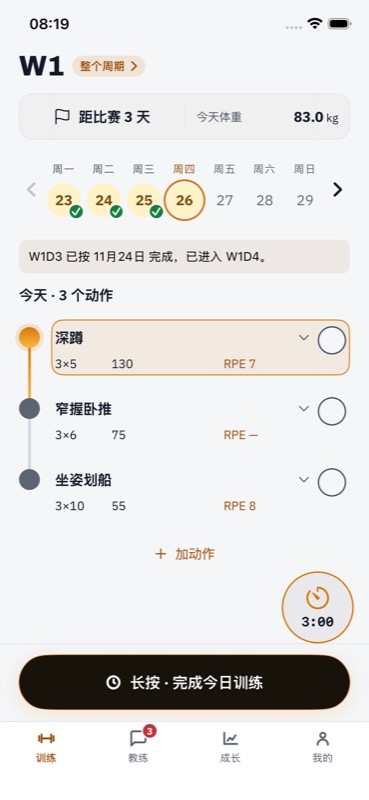 08:19
W1 整个周期
距比赛 3 天 今天体重 83.0 kg
周一 周二 周三 周四 周五 周六 周日
23 24 25 26 27 28 29
W1D3 已按 11月24日 完成，已进入 W1D4。
今天 · 3 个动作
深蹲
3×5 130 RPE 7
窄握卧推
3×6 75 RPE —
坐姿划船
3×10 55 RPE 8
+ 加动作
3:00
长按 · 完成今日训练
3
训练 教练 成长 我的